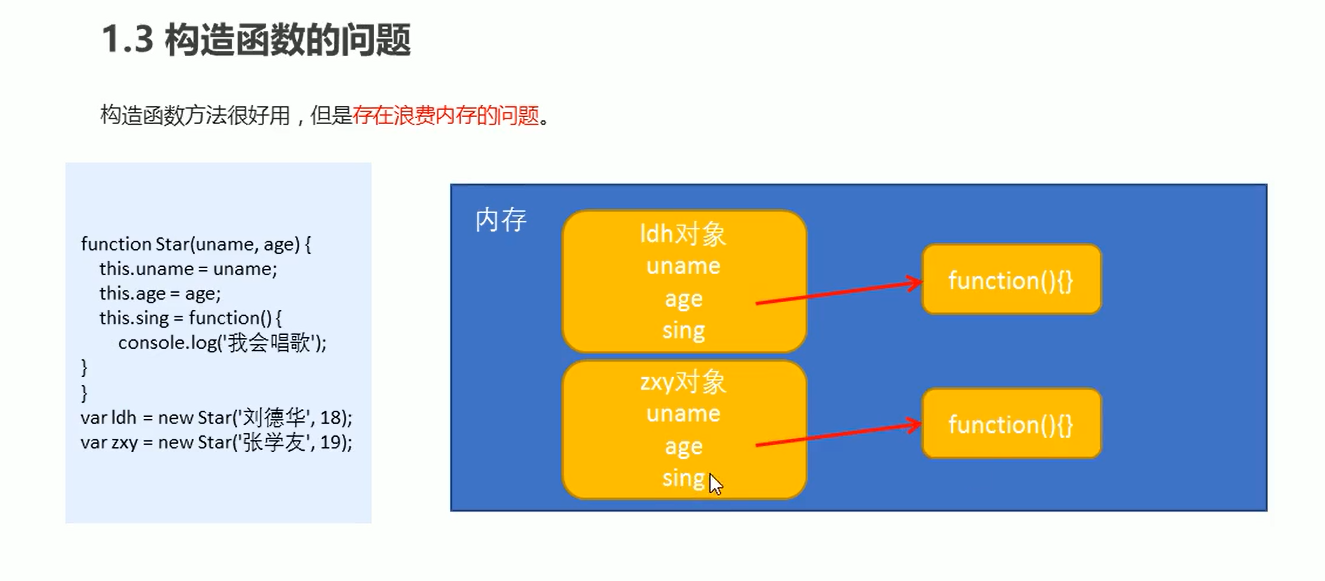 1.3 构造函数的问题
构造函数方法很好用，但是存在浪费内存的问题。
function Star(uname, age) {
this.uname = uname;
this.age = age;
this.sing = function() {
console.log('我会唱歌');
}
}
var ldh = new Star('刘德华', 18);
var zxy = new Star('张学友', 19);
内存
ldh对象
uname
age
sing
function(){}
zxy对象
uname
age
sing
function(){}